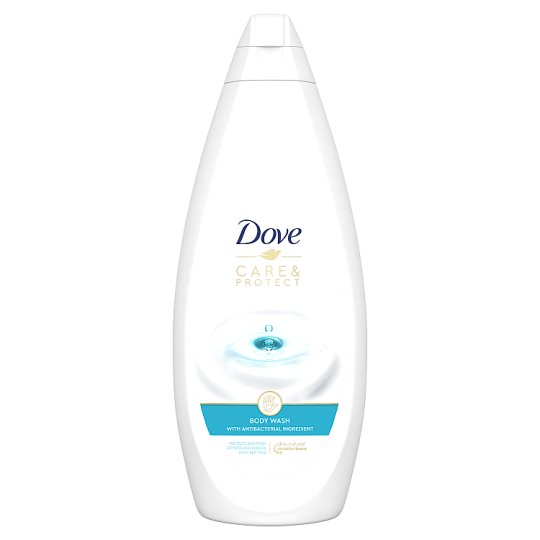 Dove
CARE&
PROTECT
BODY WASH
WITH ANTIBACTERIAL INGREDIENT